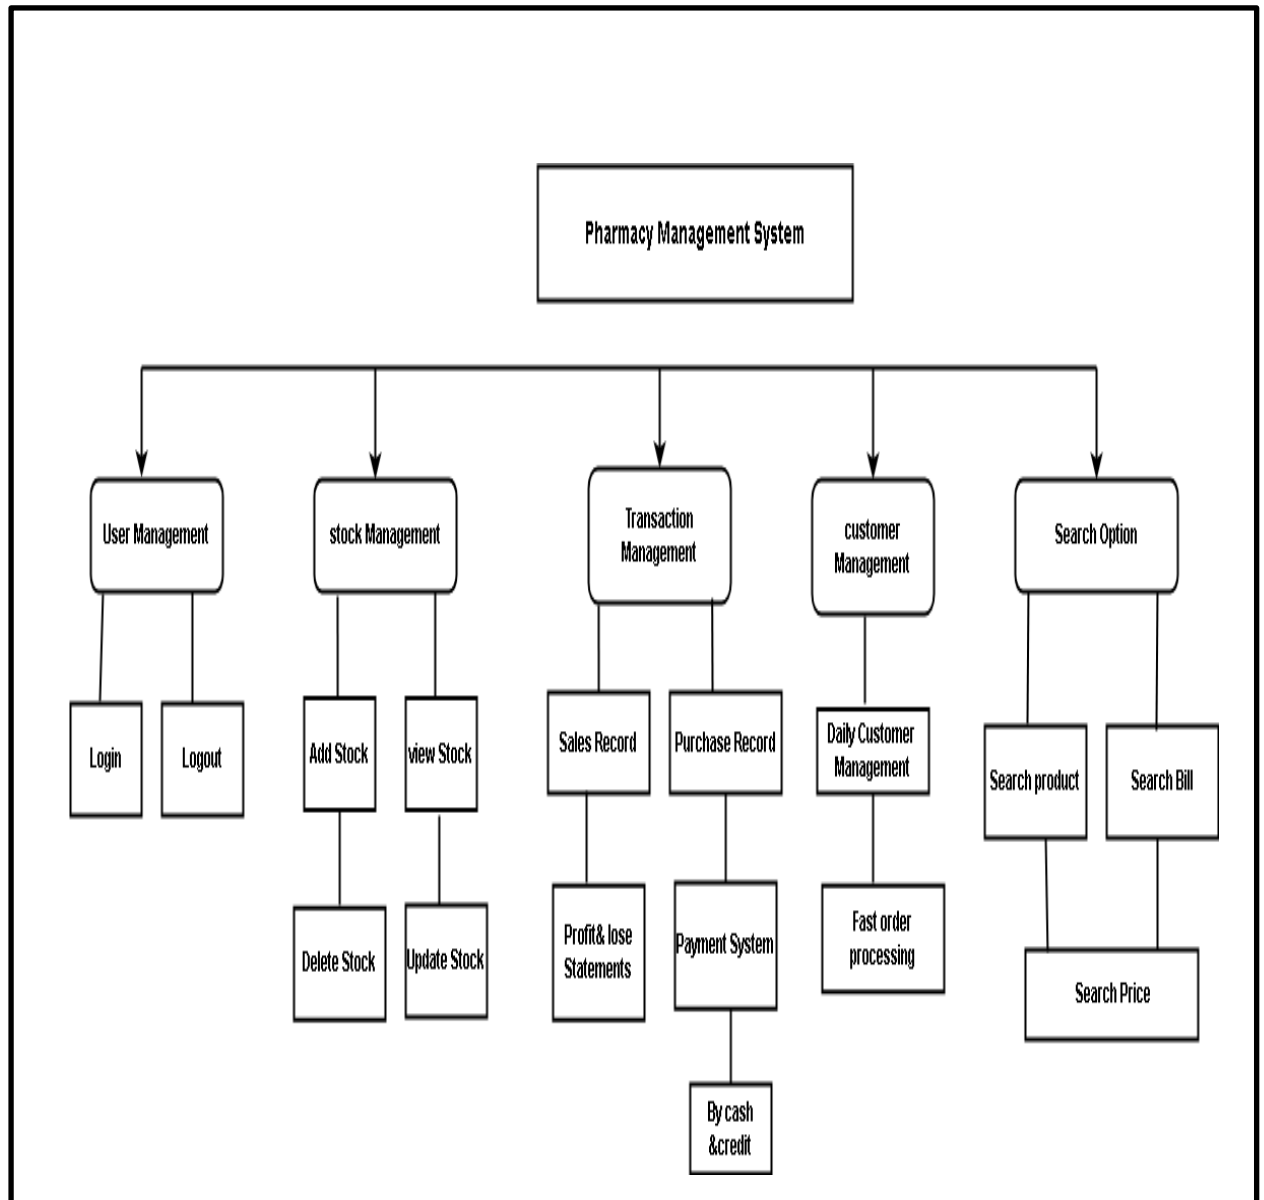 Pharmacy Management System
User Management
stock Management
Transaction
Management
customer
Management
Search Option
Login
Logout
Add Stock
view Stock
Sales Record
Purchase Record
Daily Customer
Management
Search product
Search Bill
Delete Stock
Update Stock
Profit& lose
Statements
Payment System
Fast order
processing
Search Price
By cash
&credit